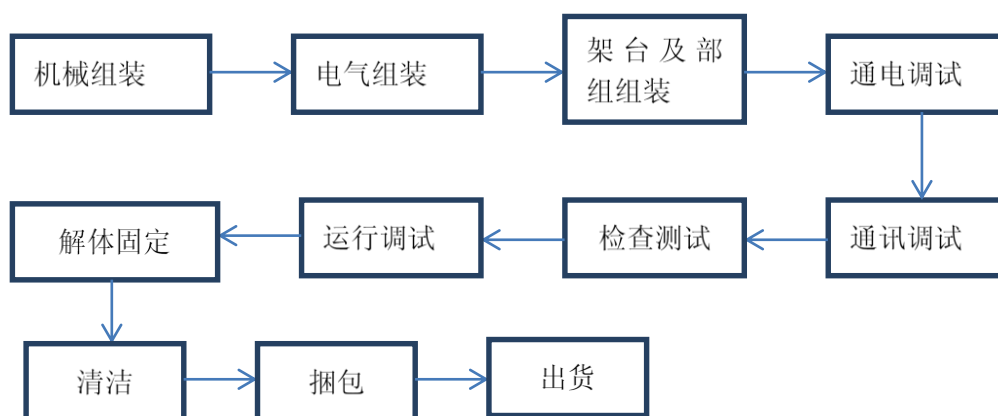 机械组装
电气组装
架台及部
组组装
通电调试
通讯调试
检查测试
运行调试
解体固定
清洁
捆包
出货